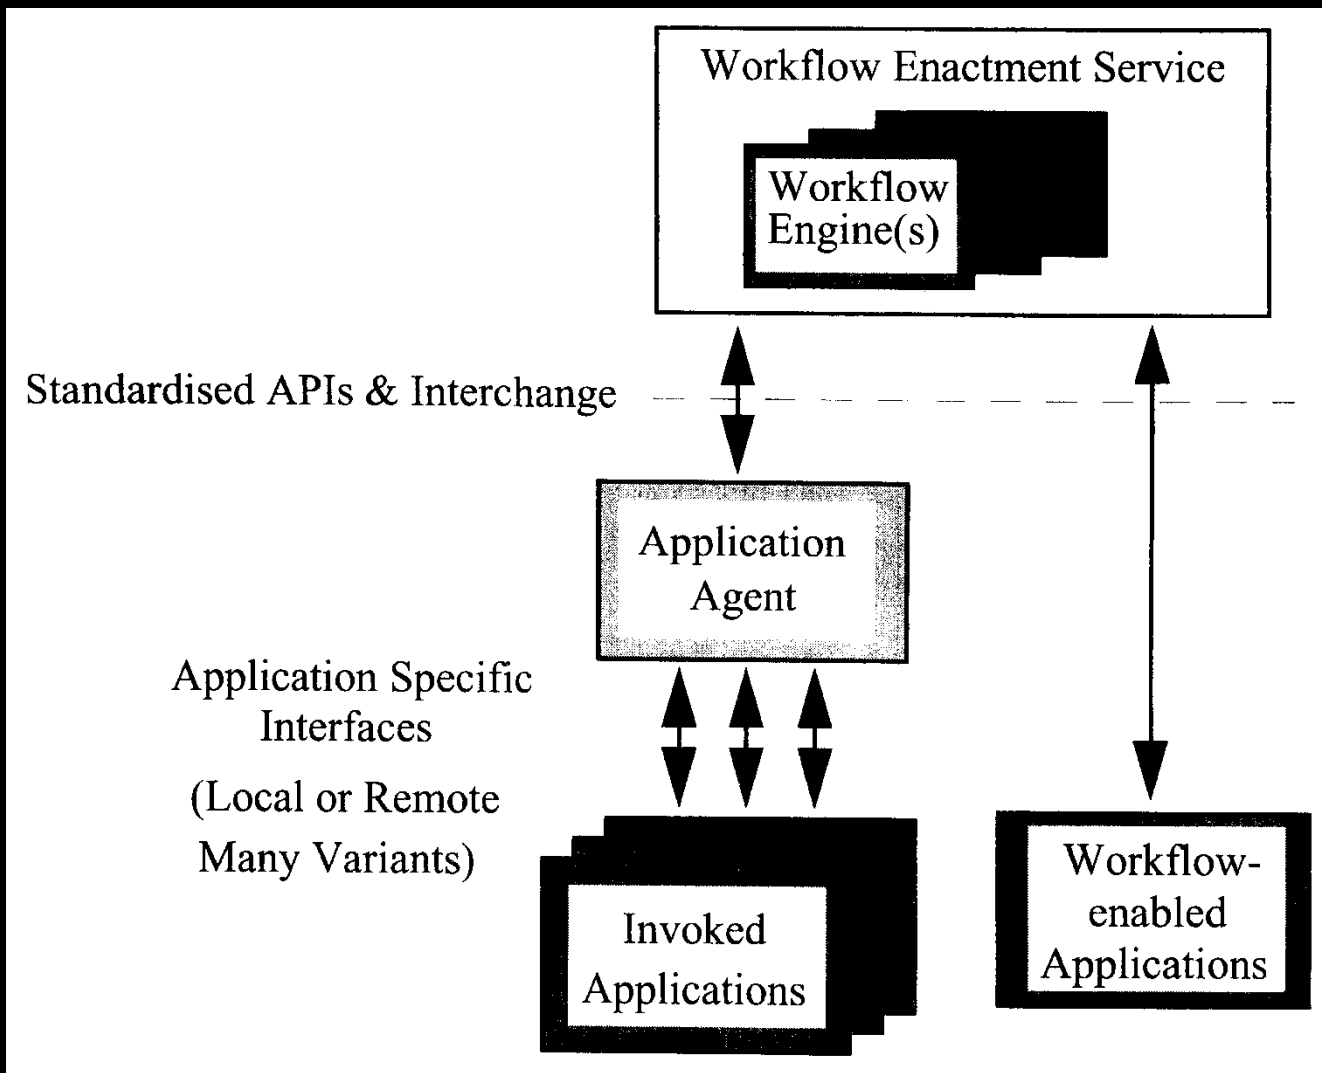 Workflow Enactment Service
Workflow
Engine(s)
Standardised APIs & Interchange
Application
Agent
Application Specific
Interfaces
(Local or Remote
Many Variants)
Invoked
Applications
Workflow-
enabled
Applications